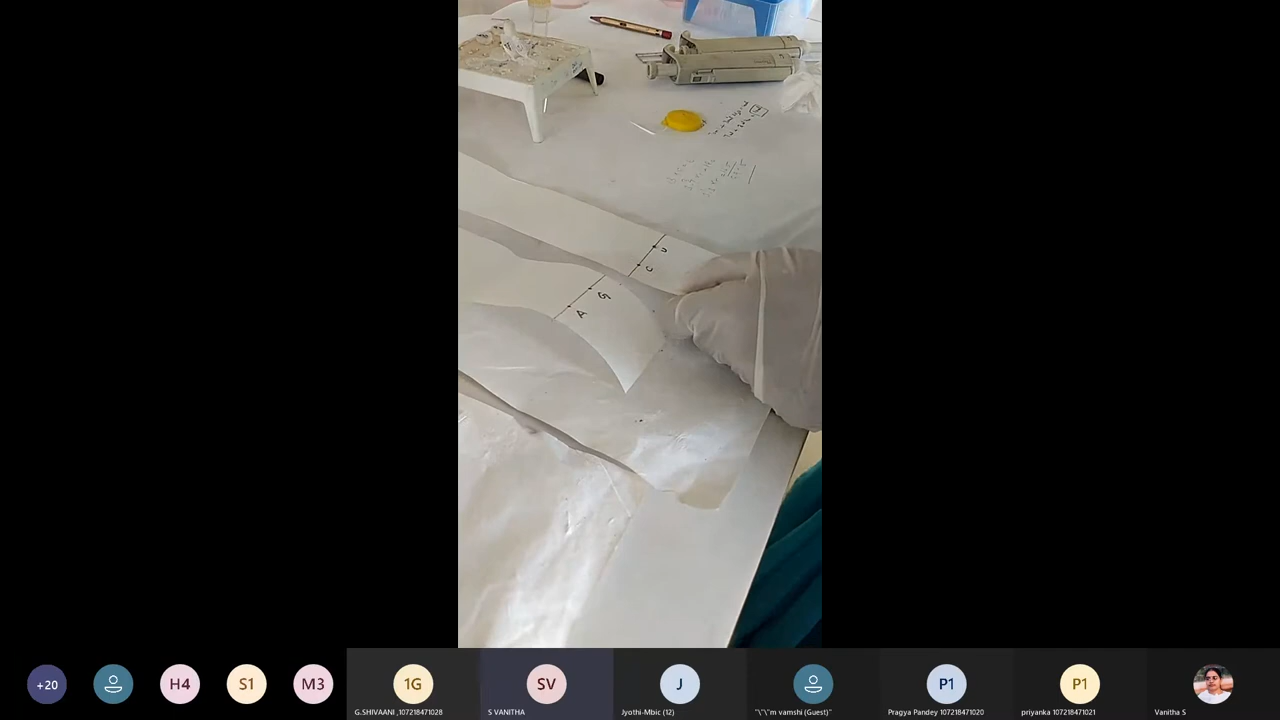 U
C
G
A
+20
H4
S1
M3
1G
G.SHIVAANI ,107218471028
SV
S VANITHA
J
Jyothi-Mbic (12)
"\"\"m vamshi (Guest)"
P1
Pragya Pandey 107218471020
P1
priyanka 107218471021
Vanitha S